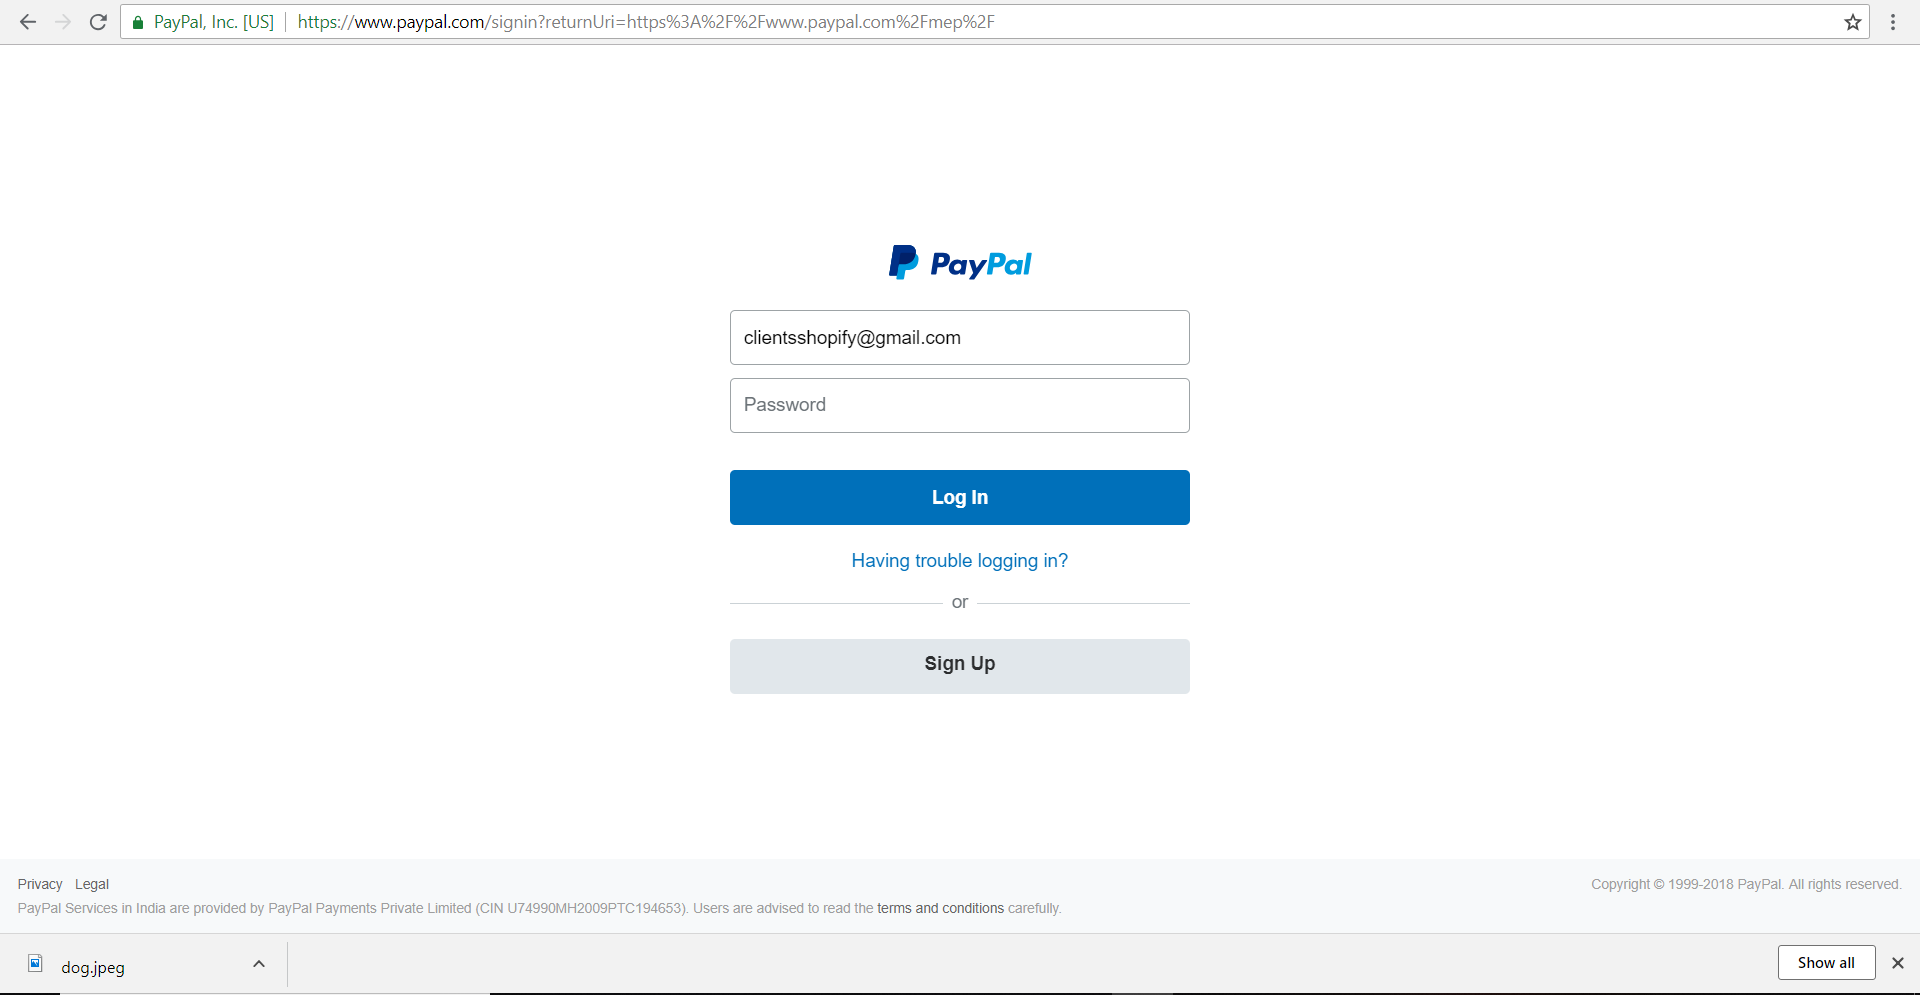 PayPal, Inc. [US] https://www.paypal.com/signin?returnUri=https%3A%2F%2Fwww.paypal.com%2Fmep%2F
PayPal
clientsshopify@gmail.com
Password
Log In
Having trouble logging in?
or
Sign Up
Privacy Legal
Copyright © 1999-2018 PayPal. All rights reserved.
PayPal Services in India are provided by PayPal Payments Private Limited (CIN U74990MH2009PTC194653). Users are advised to read the terms and conditions carefully.
dog.jpeg
Show all